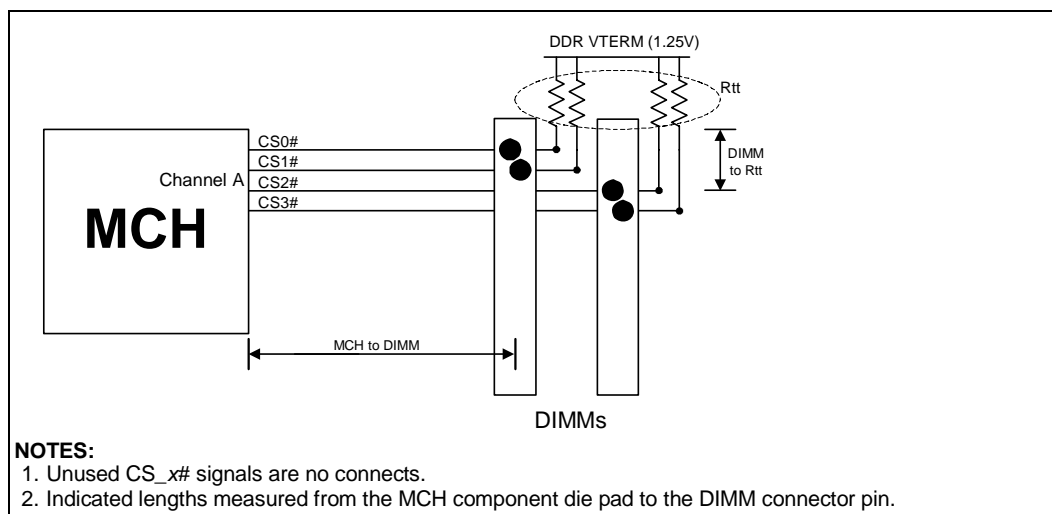 DDR VTERM (1.25V)
Rtt
CS0#
CS1#
Channel A
CS2#
CS3#
MCH
DIMM
to Rtt
MCH to DIMM
DIMMs
NOTES:
1. Unused CS_x# signals are no connects.
2. Indicated lengths measured from the MCH component die pad to the DIMM connector pin.